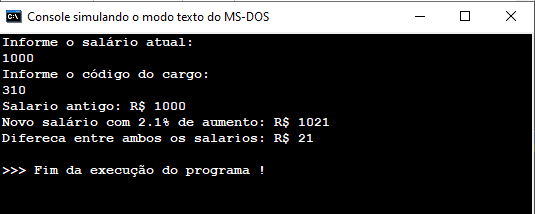 Console simulando o modo texto do MS-DOS
Informe o salário atual:
1000
Informe o código do cargo:
310
Salario antigo: R$ 1000
Novo salário com 2.1% de aumento: R$ 1021
Difereca entre ambos os salarios: R$ 21
>>> Fim da execução do programa !